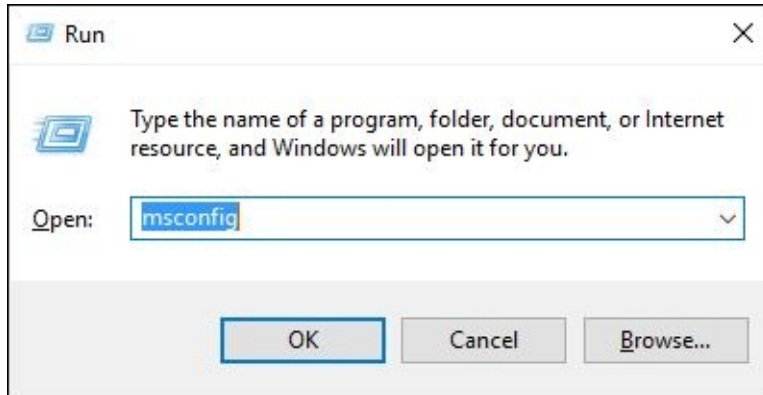 Run
Type the name of a program, folder, document, or Internet
resource, and Windows will open it for you.
Open: msconfig
OK Cancel Browse...